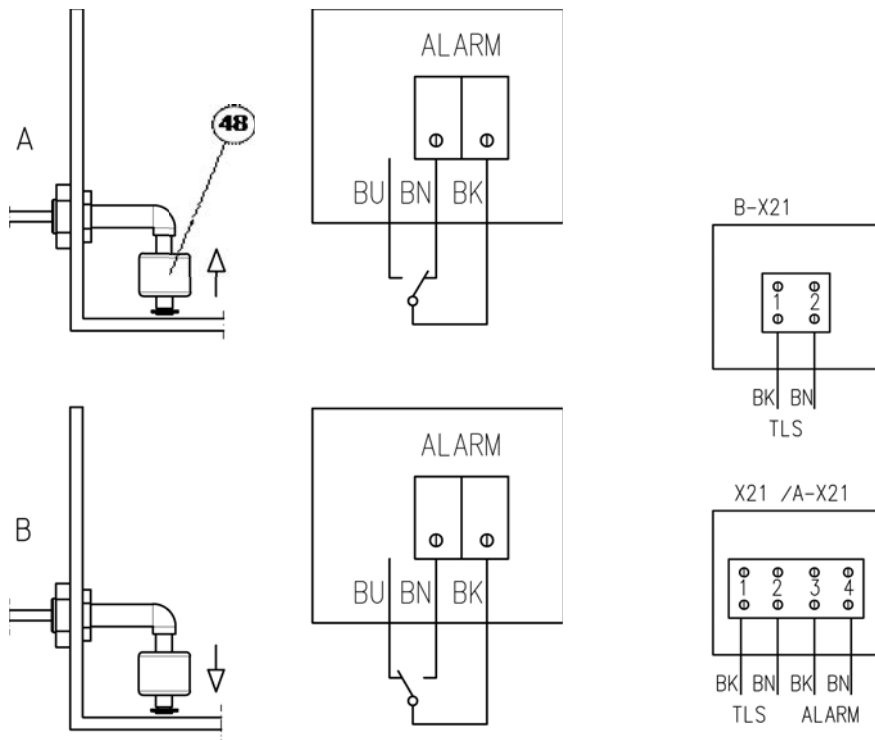 A
48
ALARM
BU BN BK
B
ALARM
BU BN BK
B-X21
1 2
BK BN
TLS
X21 /A-X21
1 2 3 4
BK BN BK BN
TLS ALARM